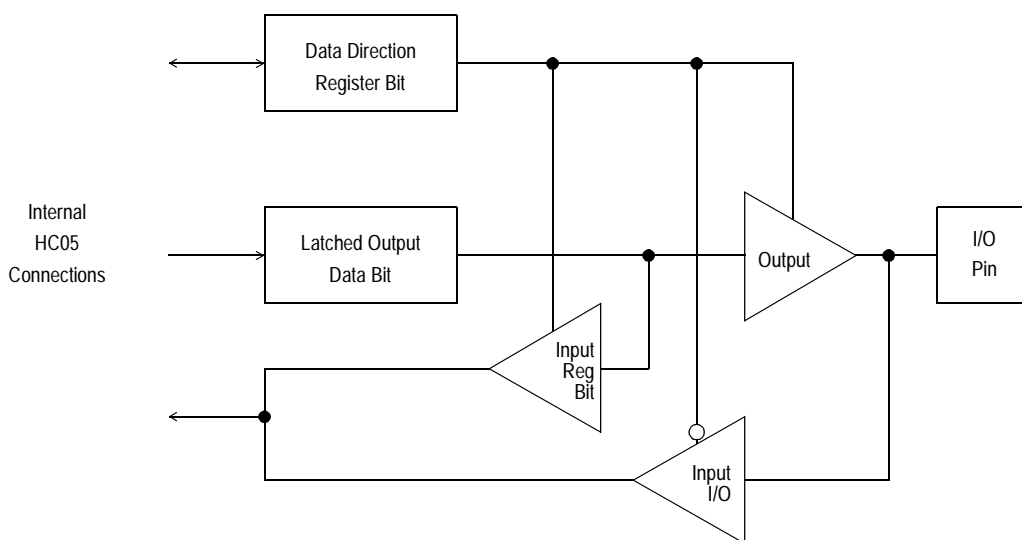 Data Direction
Register Bit
Internal
HC05
Connections
Latched Output
Data Bit
Output
I/O
Pin
Input
Reg
Bit
Input
I/O